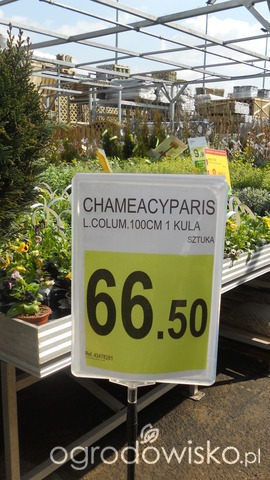 CHAMEACYPARIS
L.COLUM.100CM 1 KULA
SZTUKA
66.50
ogrodowisko.pl